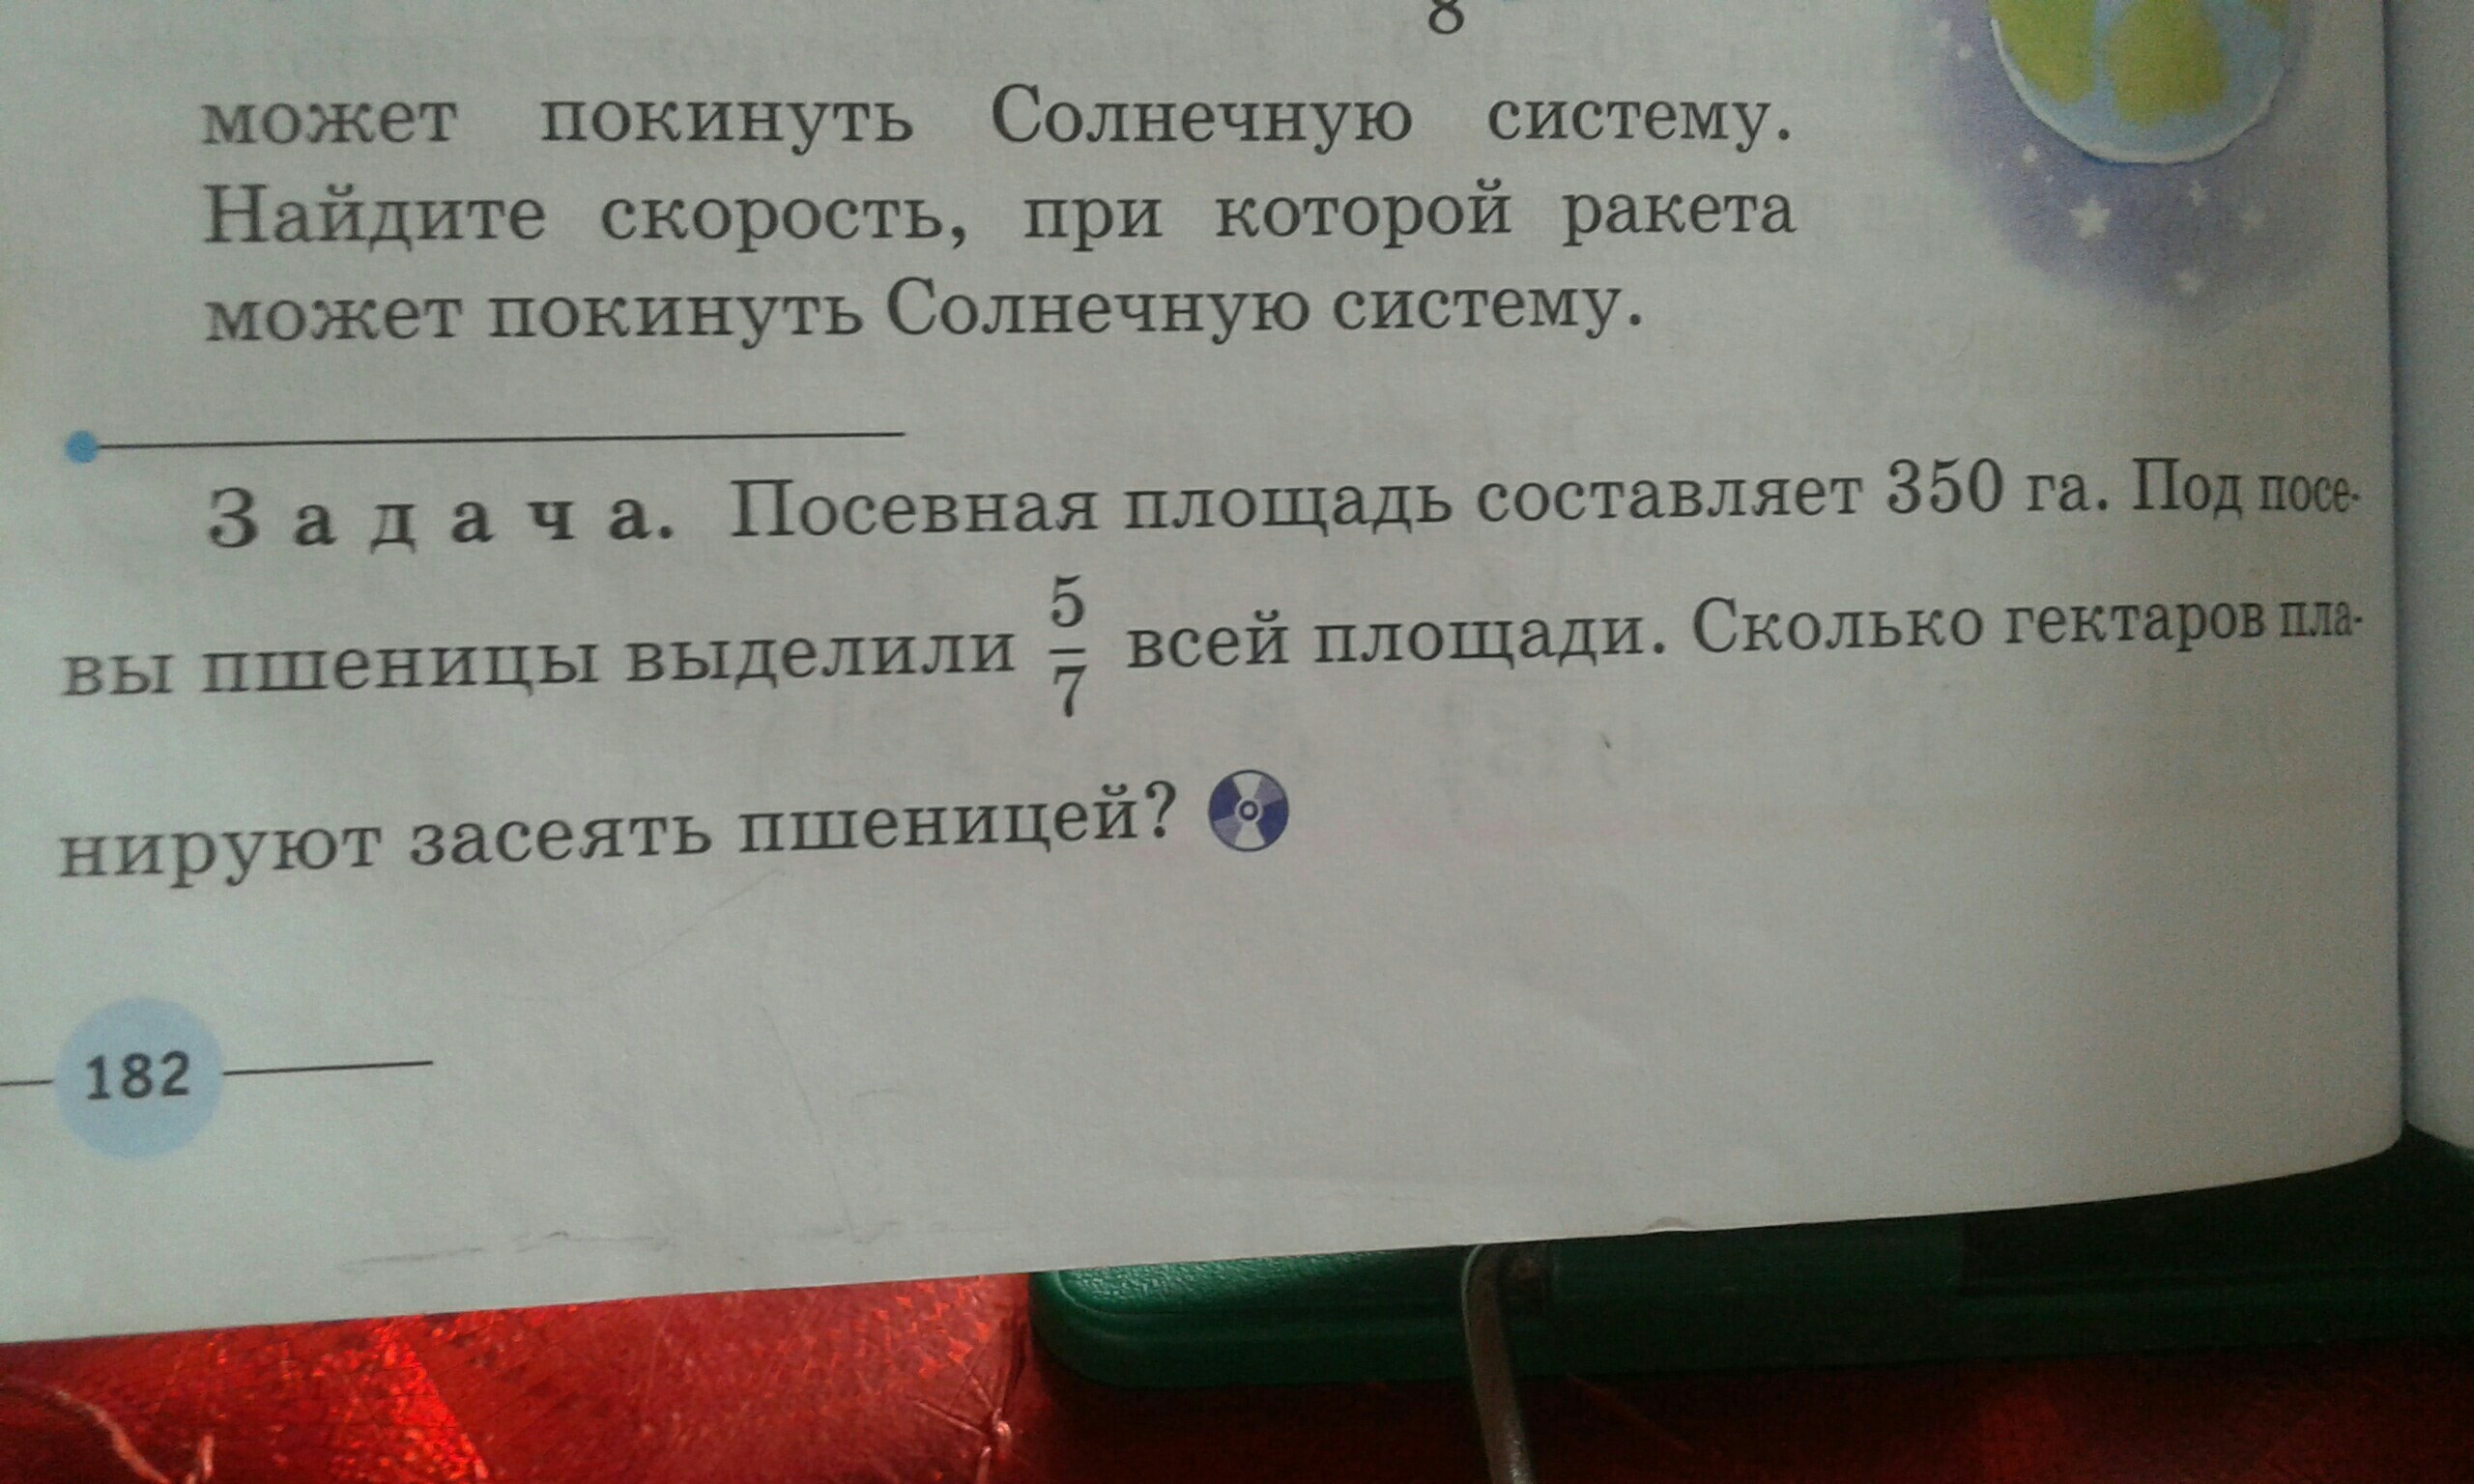 8
может покинуть Солнечную систему.
Найдите скорость, при которой ракета
может покинуть Солнечную систему.
Задача. Посевная площадь составляет 350 га. Под посе-
вы пшеницы выделили 5/7 всей площади. Сколько гектаров пла-
нируют засеять пшеницей?
182